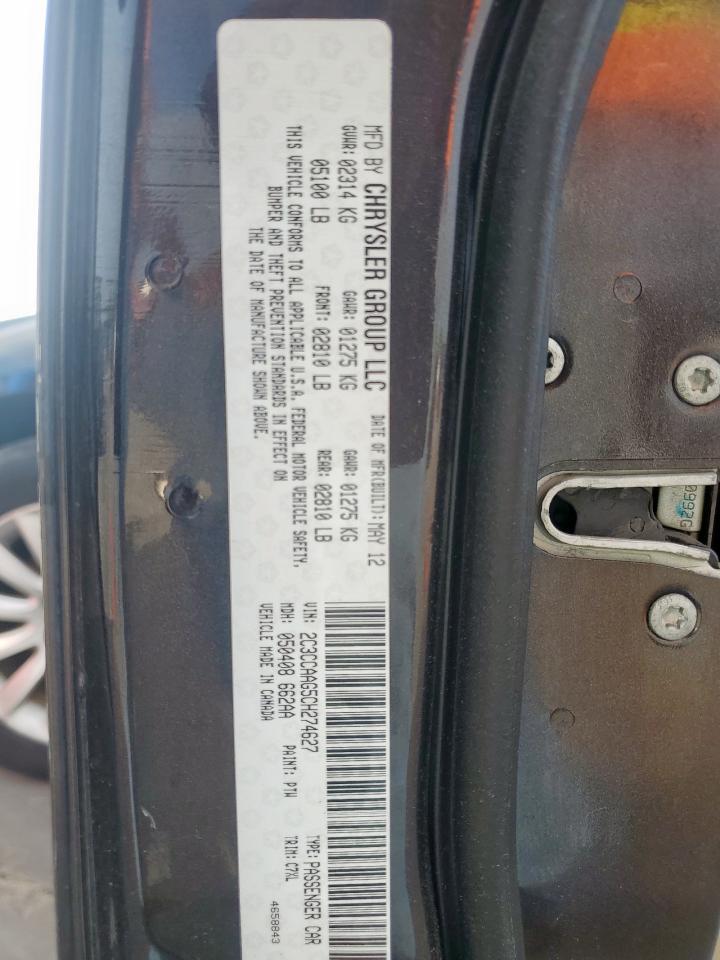 MFD BY CHRYSLER GROUP LLC DATE OF MFR(BUILT): MAY 12
GVWR: 02314 KG GAWR: 01275 KG GAWR: 01275 KG
05100 LB FRONT: 02810 LB REAR: 02810 LB
THIS VEHICLE CONFORMS TO ALL APPLICABLE U.S.A. FEDERAL MOTOR VEHICLE SAFETY,
BUMPER AND THEFT PREVENTION STANDARDS IN EFFECT ON
THE DATE OF MANUFACTURE SHOWN ABOVE.
VIN: 2C3CCAAG5CH274627 TYPE: PASSENGER CAR
MDH: 050408 662AA PAINT: PTW TRIM: C7XL
VEHICLE MADE IN CANADA
4658843